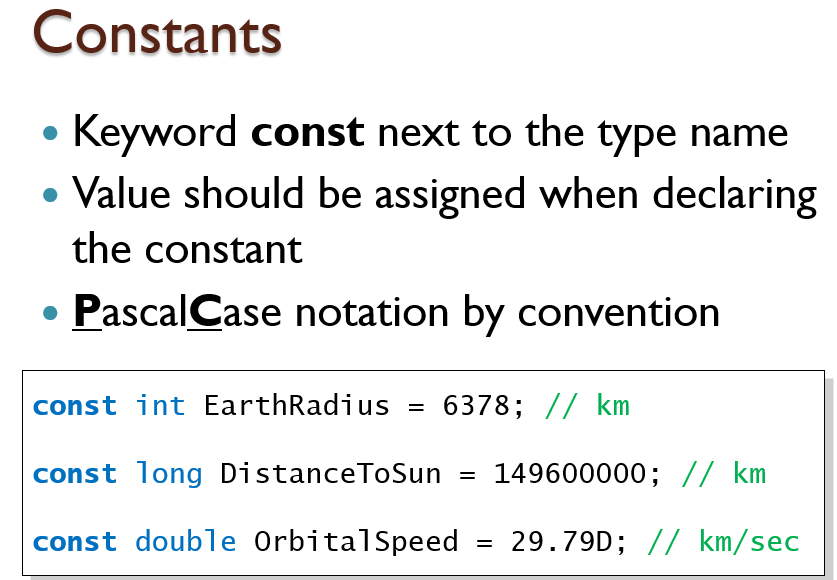 Constants
Keyword const next to the type name
Value should be assigned when declaring
the constant
PascalCase notation by convention
const int EarthRadius = 6378; // km
const long DistanceToSun = 149600000; // km
const double OrbitalSpeed = 29.79D; // km/sec